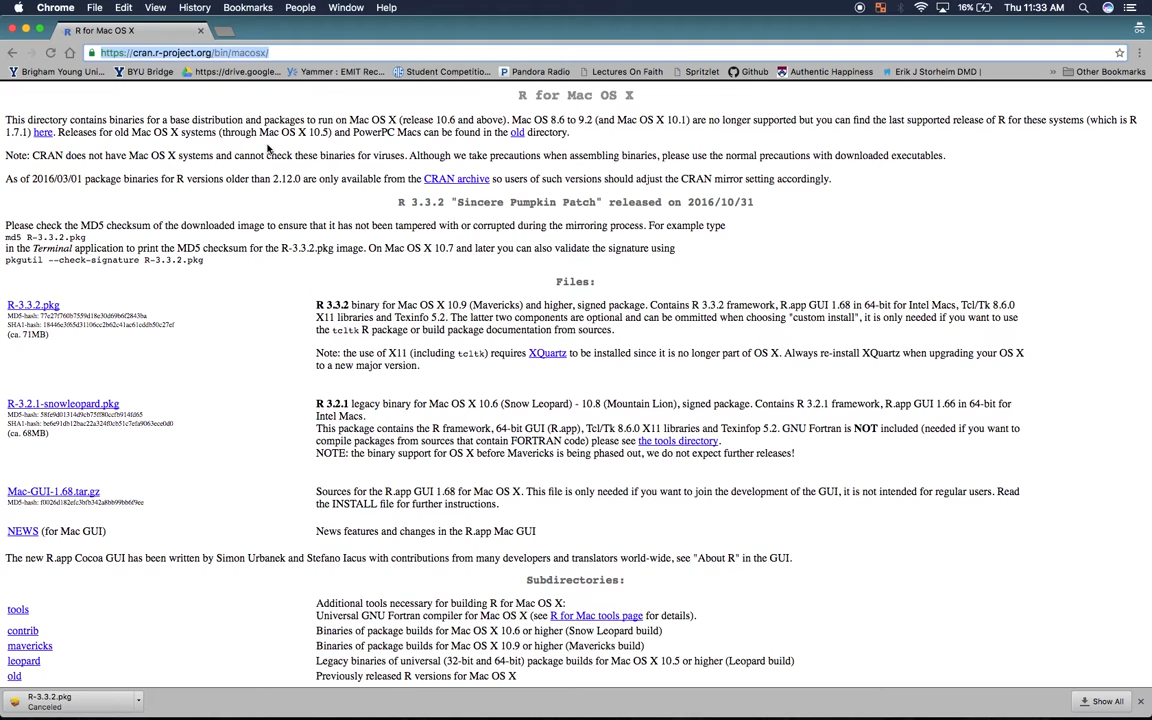 Chrome File Edit View History Bookmarks People Window Help 16% Thu 11:33 AM
R for Mac OS X
https://cran.r-project.org/bin/macosx/
Brigham Young Uni... BYU Bridge https://drive.google... Yammer : EMIT Rec... Student Competitio... Pandora Radio Lectures On Faith Spritzlet Github Authentic Happiness Erik J Storheim DMD | » Other Bookmarks
R for Mac OS X
This directory contains binaries for a base distribution and packages to run on Mac OS X (release 10.6 and above). Mac OS 8.6 to 9.2 (and Mac OS X 10.1) are no longer supported but you can find the last supported release of R for these systems (which is R
1.7.1) here. Releases for old Mac OS X systems (through Mac OS X 10.5) and PowerPC Macs can be found in the old directory.
Note: CRAN does not have Mac OS X systems and cannot check these binaries for viruses. Although we take precautions when assembling binaries, please use the normal precautions with downloaded executables.
As of 2016/03/01 package binaries for R versions older than 2.12.0 are only available from the CRAN archive so users of such versions should adjust the CRAN mirror setting accordingly.
R 3.3.2 "Sincere Pumpkin Patch" released on 2016/10/31
Please check the MD5 checksum of the downloaded image to ensure that it has not been tampered with or corrupted during the mirroring process. For example type
md5 R-3.3.2.pkg
in the Terminal application to print the MD5 checksum for the R-3.3.2.pkg image. On Mac OS X 10.7 and later you can also validate the signature using
pkgutil --check-signature R-3.3.2.pkg
Files:
R-3.3.2.pkg
MD5-hash:
SHA1-hash:
(ca. 71MB)
R 3.3.2 binary for Mac OS X 10.9 (Mavericks) and higher, signed package. Contains R 3.3.2 framework, R.app GUI 1.68 in 64-bit for Intel Macs, Tcl/Tk 8.6.0
X11 libraries and Texinfo 5.2. The latter two components are optional and can be ommitted when choosing "custom install", it is only needed if you want to use
the tcltk R package or build package documentation from sources.
Note: the use of X11 (including tcltk) requires XQuartz to be installed since it is no longer part of OS X. Always re-install XQuartz when upgrading your OS X
to a new major version.
R-3.2.1-snowleopard.pkg
MD5-hash:
SHA1-hash:
(ca. 68MB)
R 3.2.1 legacy binary for Mac OS X 10.6 (Snow Leopard) - 10.8 (Mountain Lion), signed package. Contains R 3.2.1 framework, R.app GUI 1.66 in 64-bit for
Intel Macs.
This package contains the R framework, 64-bit GUI (R.app), Tcl/Tk 8.6.0 X11 libraries and Texinfop 5.2. GNU Fortran is NOT included (needed if you want to
compile packages from sources that contain FORTRAN code) please see the tools directory.
NOTE: the binary support for OS X before Mavericks is being phased out, we do not expect further releases!
Mac-GUI-1.68.tar.gz
MD5-hash:
Sources for the R.app GUI 1.68 for Mac OS X. This file is only needed if you want to join the development of the GUI, it is not intended for regular users. Read
the INSTALL file for further instructions.
NEWS (for Mac GUI) News features and changes in the R.app Mac GUI
The new R.app Cocoa GUI has been written by Simon Urbanek and Stefano Iacus with contributions from many developers and translators world-wide, see "About R" in the GUI.
Subdirectories:
tools
Additional tools necessary for building R for Mac OS X:
Universal GNU Fortran compiler for Mac OS X (see R for Mac tools page for details).
contrib Binaries of package builds for Mac OS X 10.6 or higher (Snow Leopard build)
mavericks Binaries of package builds for Mac OS X 10.9 or higher (Mavericks build)
leopard Legacy binaries of universal (32-bit and 64-bit) package builds for Mac OS X 10.5 or higher (Leopard build)
old Previously released R versions for Mac OS X
R-3.3.2.pkg
Canceled
Show All